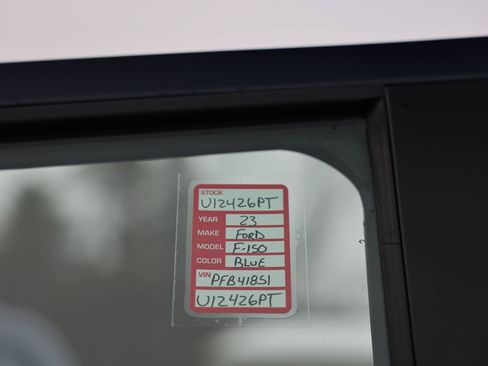 STOCK
U12426PT
YEAR 23
MAKE FORD
MODEL F-150
COLOR BLUE
VIN PFB41851
U12426PT